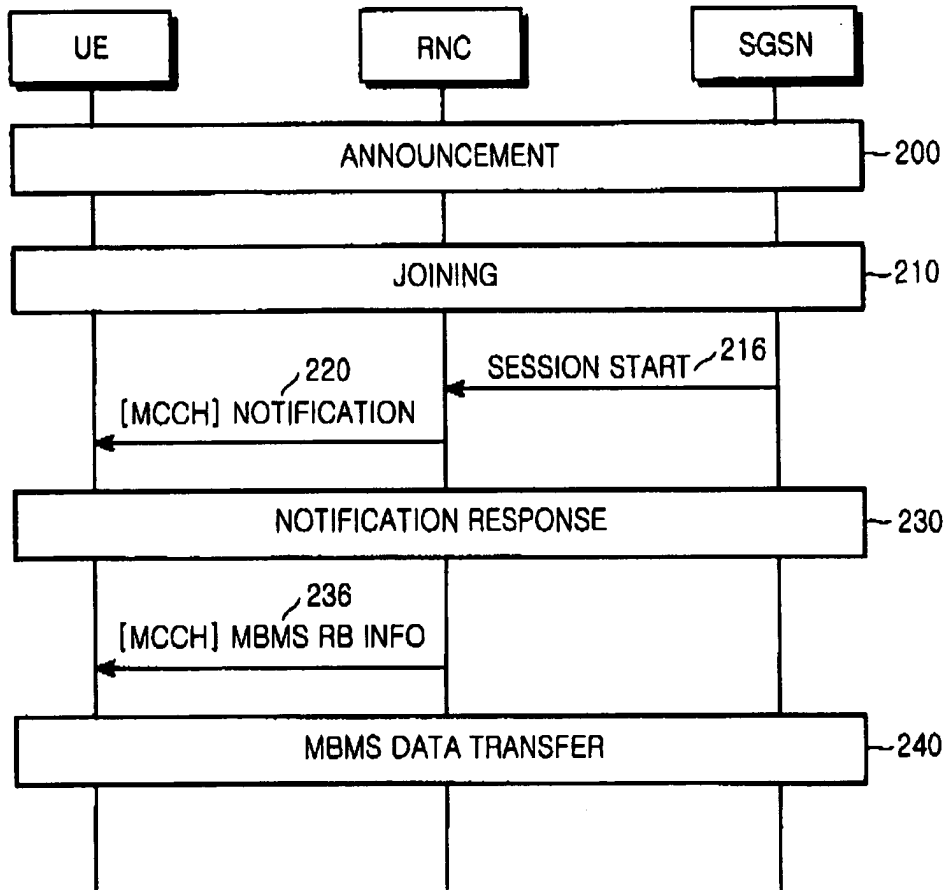 UE
RNC
SGSN
ANNOUNCEMENT
200
JOINING
210
SESSION START
216
220
[MCCH] NOTIFICATION
NOTIFICATION RESPONSE
230
236
[MCCH] MBMS RB INFO
MBMS DATA TRANSFER
240